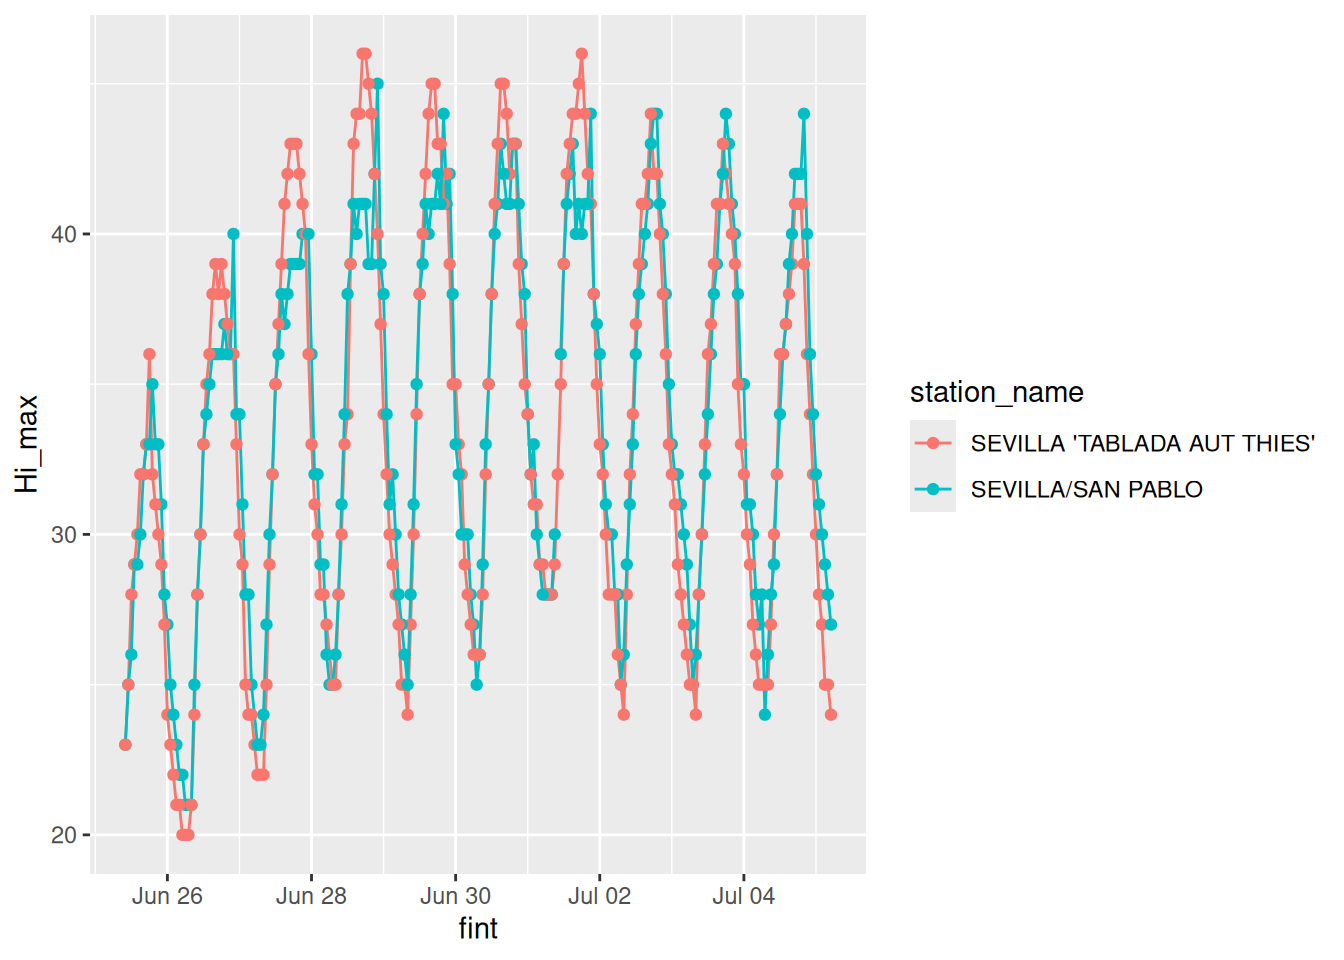 Hi_max
40
30
20
Jun 26
Jun 28
Jun 30
Jul 02
Jul 04
fint
station_name
SEVILLA 'TABLADA AUT THIES'
SEVILLA/SAN PABLO